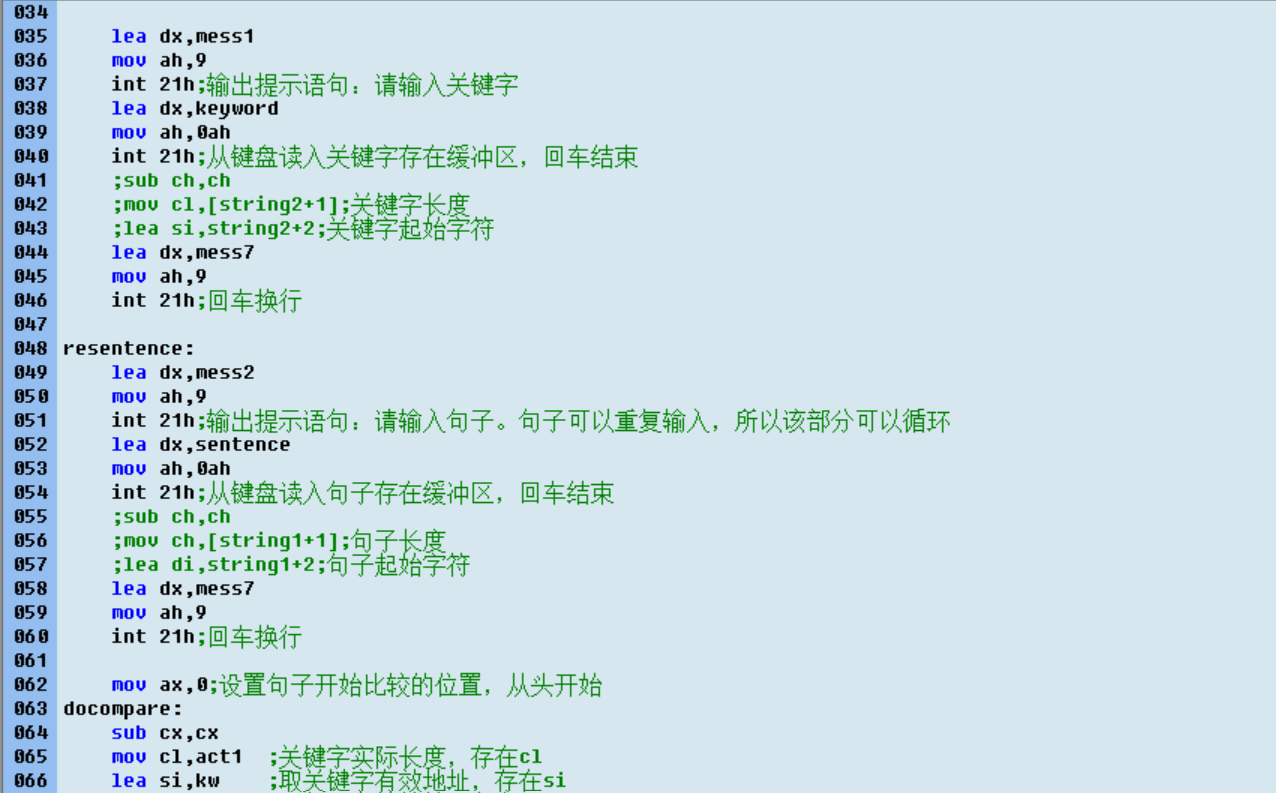 034
035 lea dx,mess1
036 mov ah,9
037 int 21h;输出提示语句：请输入关键字
038 lea dx,keyword
039 mov ah,0ah
040 int 21h;从键盘读入关键字存在缓冲区，回车结束
041 ;sub ch,ch
042 ;mov cl,[string2+1];关键字长度
043 ;lea si,string2+2;关键字起始字符
044 lea dx,mess7
045 mov ah,9
046 int 21h;回车换行
047
048 resentence:
049 lea dx,mess2
050 mov ah,9
051 int 21h;输出提示语句：请输入句子。句子可以重复输入，所以该部分可以循环
052 lea dx,sentence
053 mov ah,0ah
054 int 21h;从键盘读入句子存在缓冲区，回车结束
055 ;sub ch,ch
056 ;mov ch,[string1+1];句子长度
057 ;lea di,string1+2;句子起始字符
058 lea dx,mess7
059 mov ah,9
060 int 21h;回车换行
061
062 mov ax,0;设置句子开始比较的位置，从头开始
063 docompare:
064 sub cx,cx
065 mov cl,act1 ;关键字实际长度，存在cl
066 lea si,kw ;取关键字有效地址，存在si